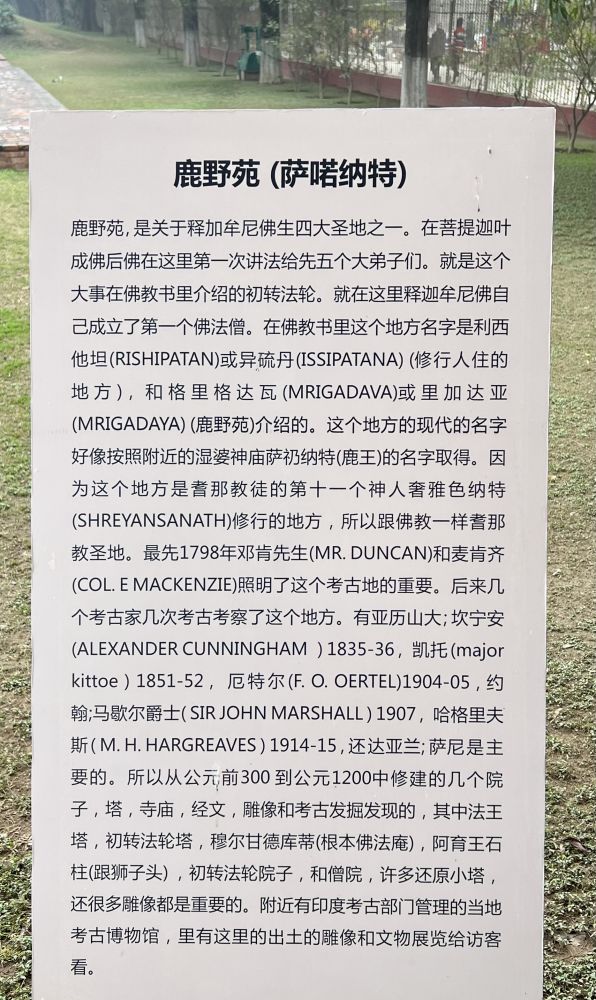 鹿野苑 (萨喏纳特)
鹿野苑, 是关于释加牟尼佛生四大圣地之一。在菩提迦叶
成佛后佛在这里第一次讲法给先五个大弟子们。就是这个
大事在佛教书里介绍的初转法轮。就在这里释迦牟尼佛自
己成立了第一个佛法僧。在佛教书里这个地方名字是利西
他坦(RISHIPATAN)或异硫丹(ISSIPATANA) (修行人住的
地方) , 和格里格达瓦(MRIGADAVA)或里加达亚
(MRIGADAYA) (鹿野苑)介绍的。这个地方的现代的名字
好像按照附近的湿婆神庙萨礽纳特(鹿王)的名字取得。因
为这个地方是耆那教徒的第十一个神人奢雅色纳特
(SHREYANSANATH)修行的地方 , 所以跟佛教一样耆那
教圣地。最先1798年邓肯先生(MR. DUNCAN)和麦肯齐
(COL. E MACKENZIE)照明了这个考古地的重要。后来几
个考古家几次考古考察了这个地方。有亚历山大; 坎宁安
(ALEXANDER CUNNINGHAM ) 1835-36 , 凯托(major
kittoe ) 1851-52 , 厄特尔(F. O. OERTEL)1904-05 , 约
翰;马歇尔爵士( SIR JOHN MARSHALL ) 1907 , 哈格里夫
斯( M. H. HARGREAVES ) 1914-15 , 还达亚兰; 萨尼是主
要的。所以从公元前300 到公元1200中修建的几个院
子 , 塔 , 寺庙 , 经文 , 雕像和考古发掘发现的 , 其中法王
塔 , 初转法轮塔 , 穆尔甘德库蒂(根本佛法庵) , 阿育王石
柱(跟狮子头) , 初转法轮院子 , 和僧院 , 许多还原小塔 ,
还很多雕像都是重要的。附近有印度考古部门管理的当地
考古博物馆 , 里有这里的出土的雕像和文物展览给访客
看。